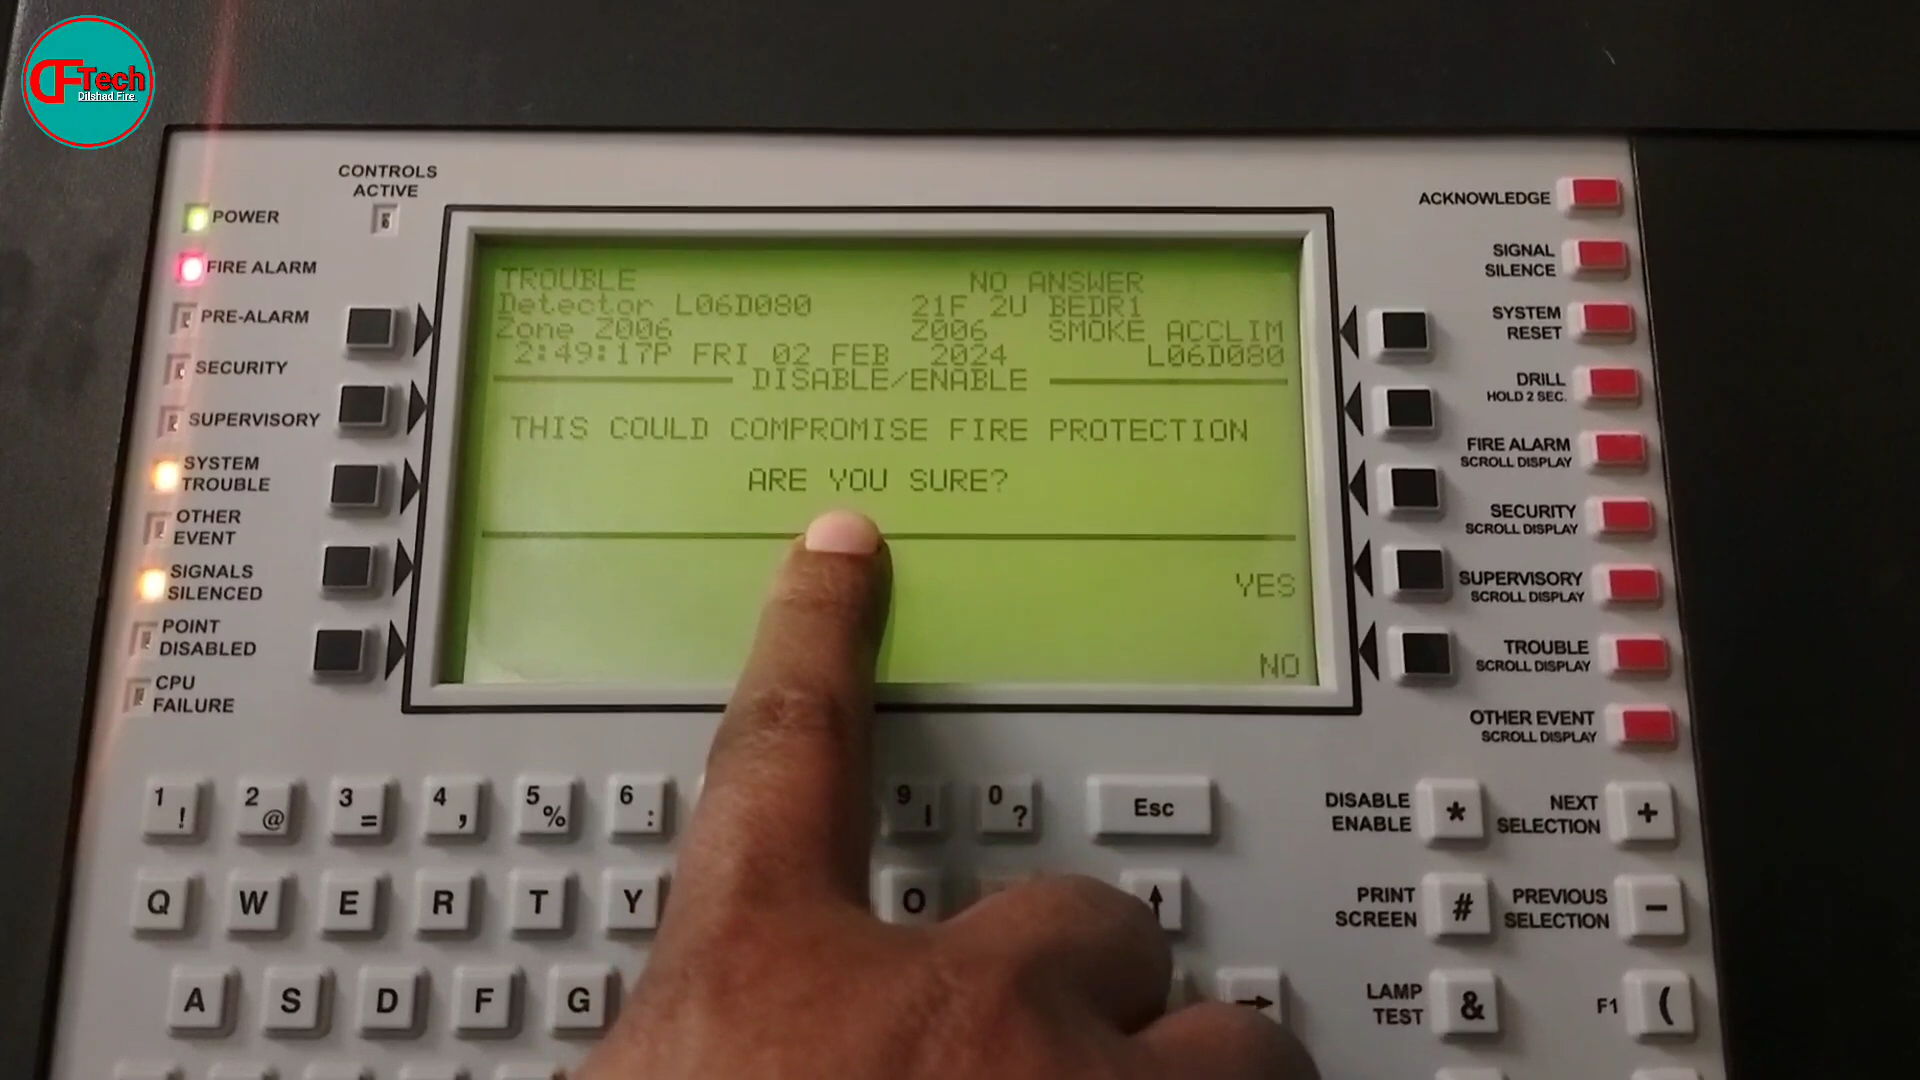 DFTech
Dilshad Fire
CONTROLS
ACTIVE
POWER
FIRE ALARM
PRE-ALARM
SECURITY
SUPERVISORY
SYSTEM
TROUBLE
OTHER
EVENT
SIGNALS
SILENCED
POINT
DISABLED
CPU
FAILURE
TROUBLE NO ANSWER
Detector L06D080 21F 2U BEDR1
Zone Z006 Z006 SMOKE ACCLIM
2:49:17P FRI 02 FEB 2024 L06D080
DISABLE/ENABLE
THIS COULD COMPROMISE FIRE PROTECTION
ARE YOU SURE?
YES
NO
ACKNOWLEDGE
SIGNAL
SILENCE
SYSTEM
RESET
DRILL
HOLD 2 SEC.
FIRE ALARM
SCROLL DISPLAY
SECURITY
SCROLL DISPLAY
SUPERVISORY
SCROLL DISPLAY
TROUBLE
SCROLL DISPLAY
OTHER EVENT
SCROLL DISPLAY
1 ! 2 @ 3 = 4 , 5 % 6 : 9 | 0 ? Esc
DISABLE
ENABLE *
NEXT
SELECTION +
Q W E R T Y O
PRINT
SCREEN #
PREVIOUS
SELECTION -
A S D F G
LAMP
TEST &
F1 (